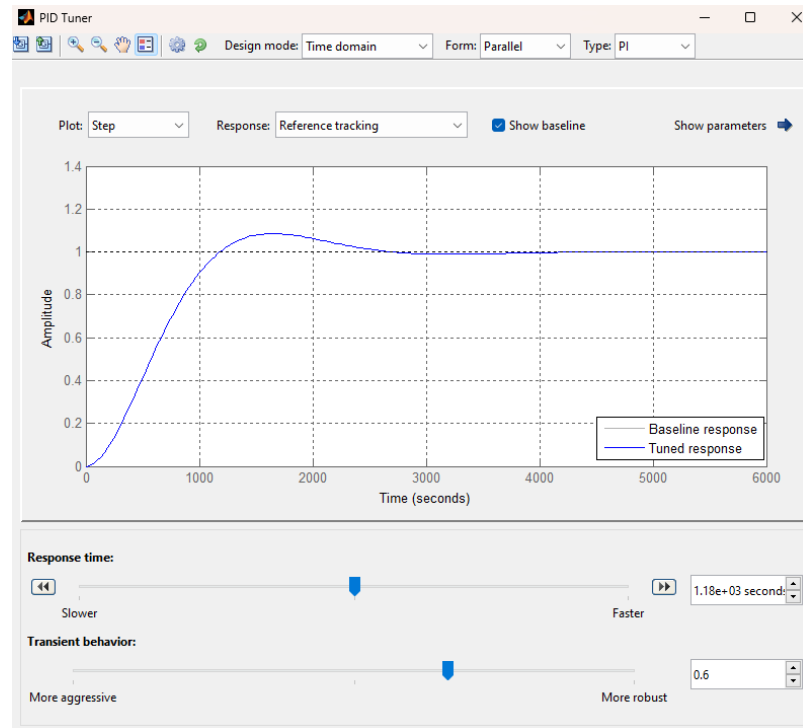 PID Tuner
Design mode: Time domain Form: Parallel Type: PI
Plot: Step Response: Reference tracking Show baseline Show parameters
1.4
1.2
1
0.8
0.6
0.4
0.2
0
Amplitude
Baseline response
Tuned response
0 1000 2000 3000 4000 5000 6000
Time (seconds)
Response time:
1.18e+03 second
Slower Faster
Transient behavior:
0.6
More aggressive More robust